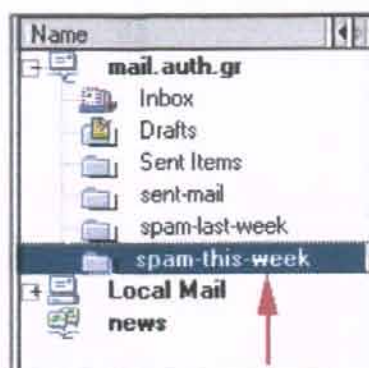 Name
mail.auth.gr
Inbox
Drafts
Sent Items
sent-mail
spam-last-week
spam-this-week
Local Mail
news